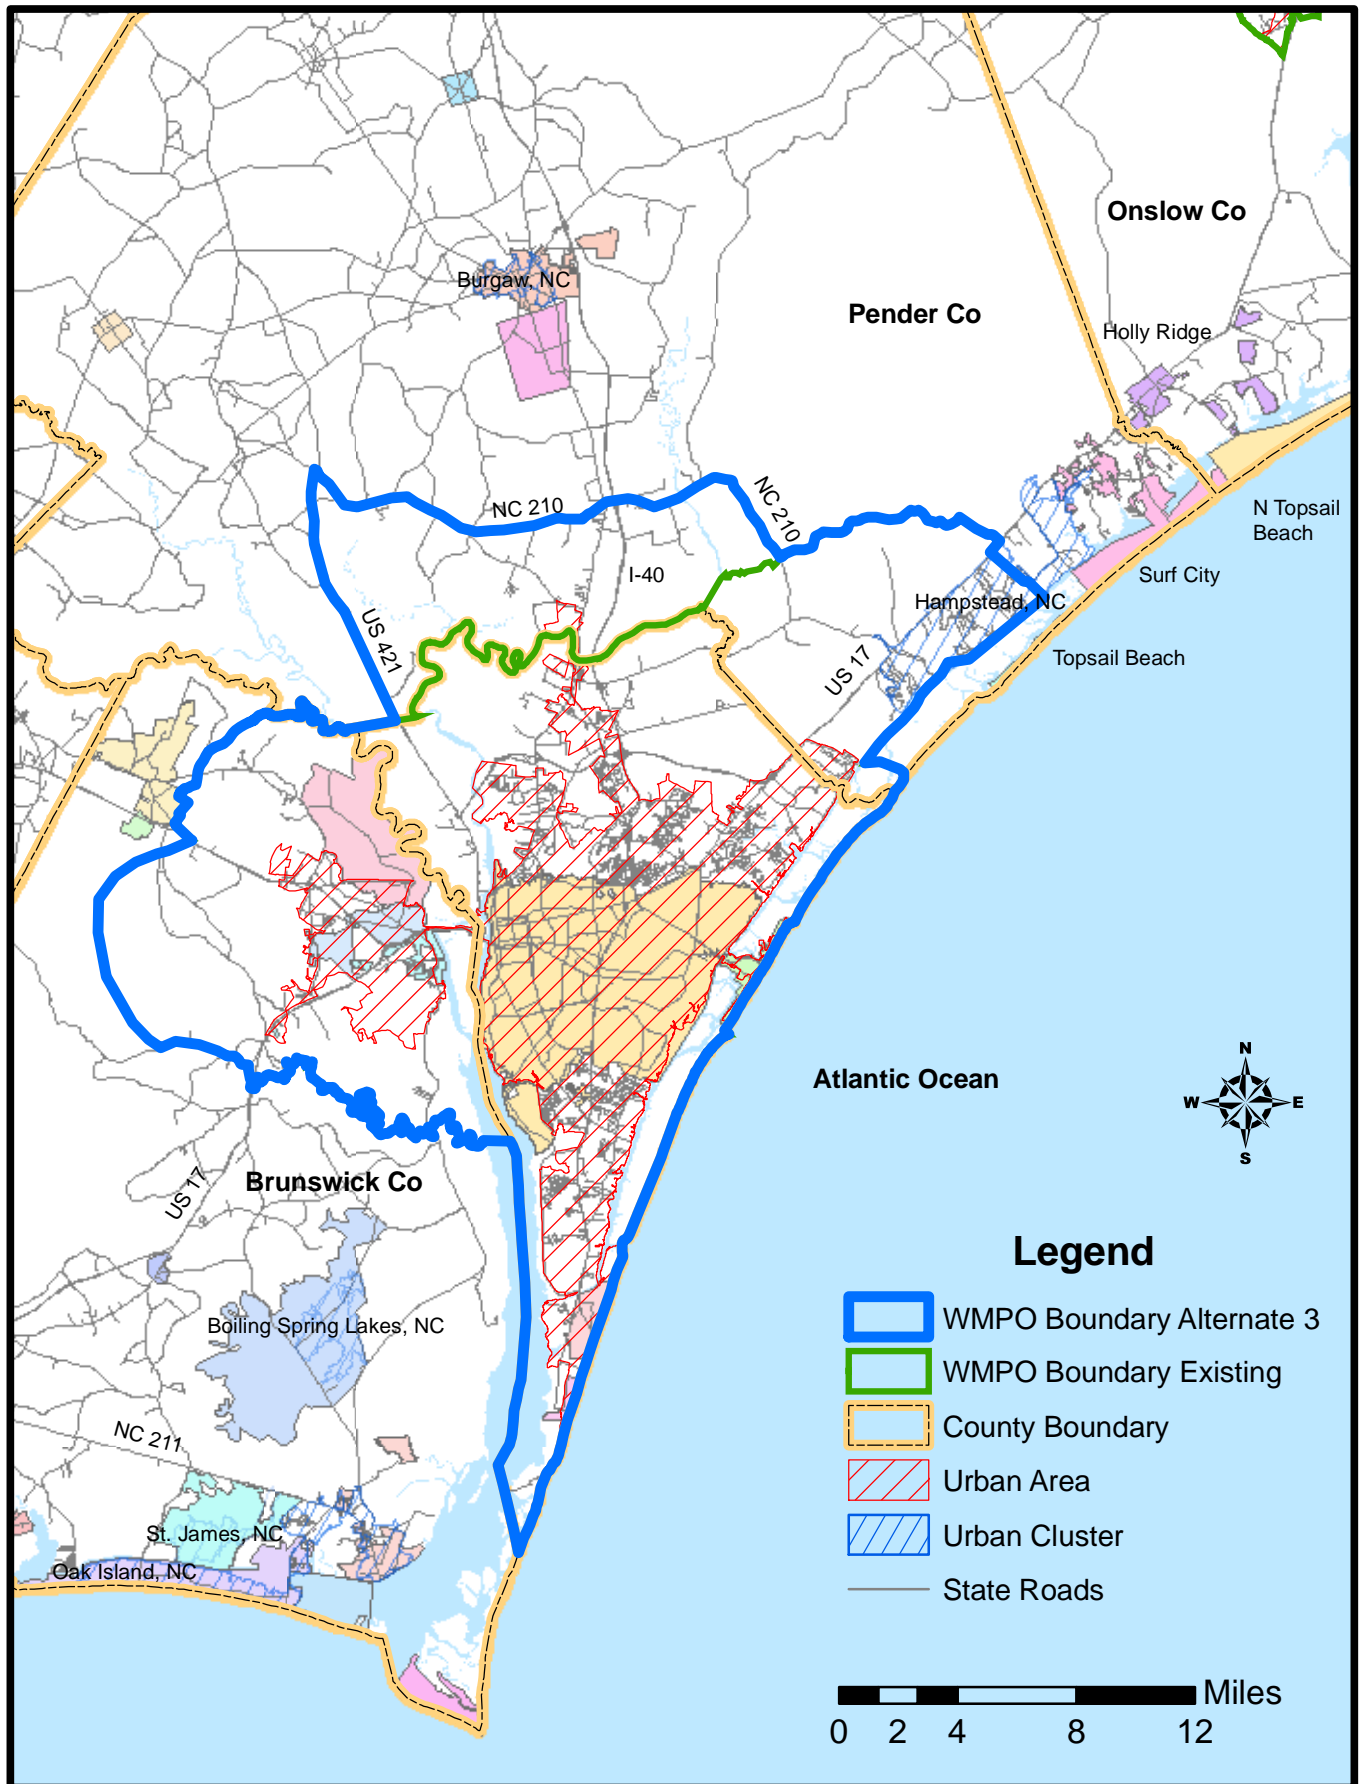 Onslow Co
Burgaw, NC
Pender Co
Holly Ridge
NC 210
NC 210
N Topsail
Beach
I-40
Surf City
Hampstead, NC
US 421
Topsail Beach
US 17
Atlantic Ocean
N
W
E
S
Brunswick Co
US 17
Boiling Spring Lakes, NC
NC 211
St. James, NC
Oak Island, NC
Legend
WMPO Boundary Alternate 3
WMPO Boundary Existing
County Boundary
Urban Area
Urban Cluster
State Roads
Miles
0 2 4 8 12